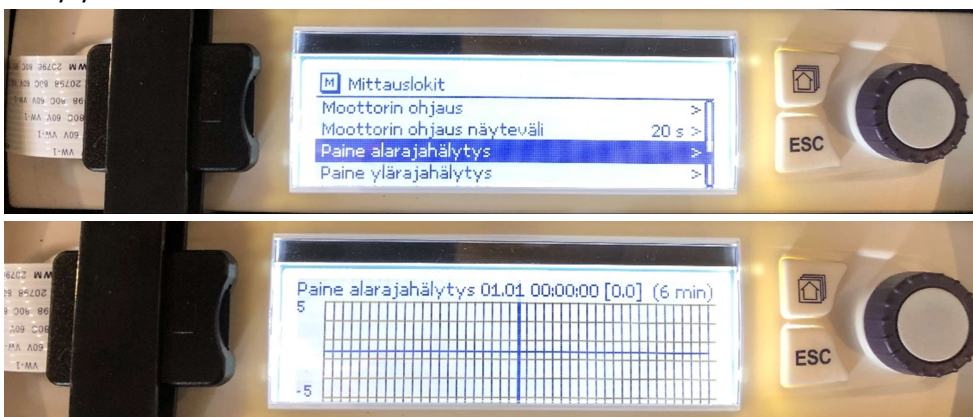 M Mittauslokit
Moottorin ohjaus >
Moottorin ohjaus näyteväli 20 s >
Paine alarajahälytys >
Paine ylärajahälytys >
ESC
Paine alarajahälytys 01.01 00:00:00 [0.0] (6 min)
5
-5
ESC